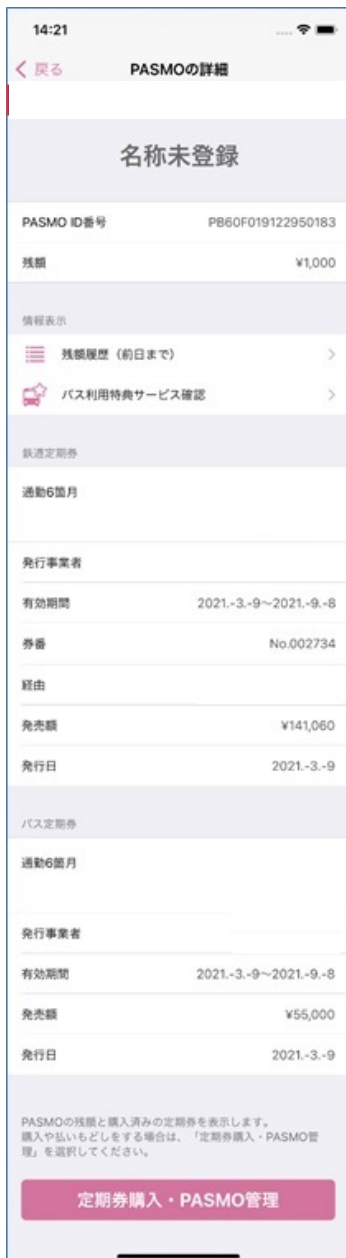 14:21
戻る
PASMOの詳細
名称未登録
PASMO ID番号 PB60F019122950183
残額 ¥1,000
情報表示
残額履歴（前日まで）
バス利用特典サービス確認
鉄道定期券
通勤6箇月
発行事業者
有効期間 2021.-3.-9～2021.-9.-8
券番 No.002734
経由
発売額 ¥141,060
発行日 2021.-3.-9
バス定期券
通勤6箇月
発行事業者
有効期間 2021.-3.-9～2021.-9.-8
発売額 ¥55,000
発行日 2021.-3.-9
PASMOの残額と購入済みの定期券を表示します。
購入や払いもどしをする場合は、「定期券購入・PASMO管
理」を選択してください。
定期券購入・PASMO管理